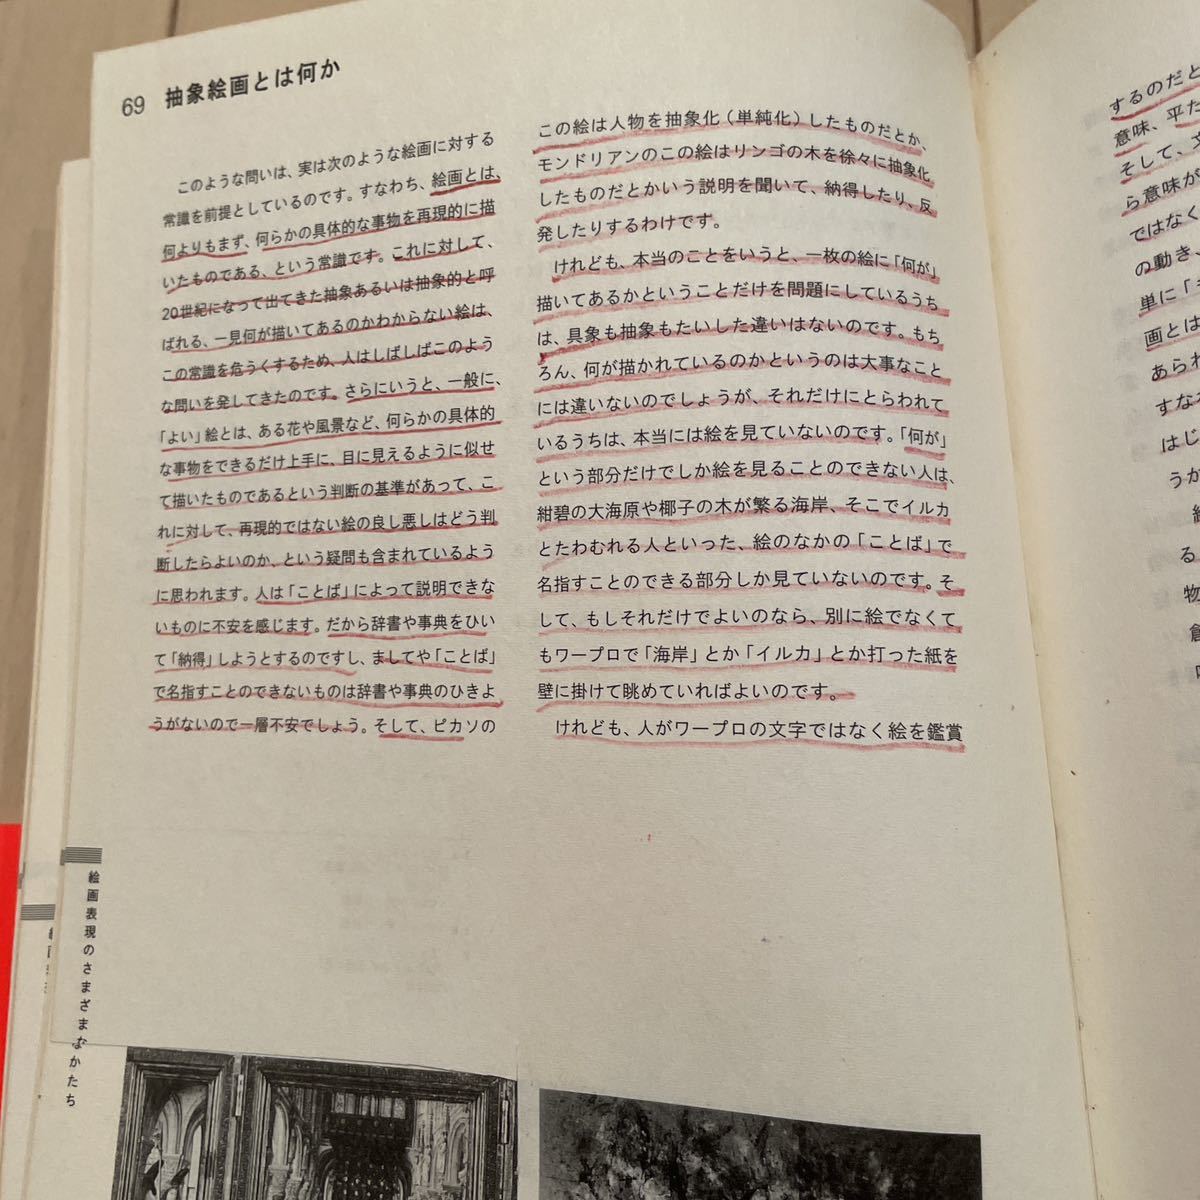 69 抽象絵画とは何か
このような問いは、実は次のような絵画に対する
常識を前提としているのです。すなわち、絵画とは、
何よりもまず、何らかの具体的な事物を再現的に描
いたものである、という常識です。これに対して、
20世紀になって出てきた抽象あるいは抽象的と呼
ばれる、一見何が描いてあるのかわからない絵は、
この常識を危うくするため、人はしばしばこのよう
な問いを発してきたのです。さらにいうと、一般に、
「よい」絵とは、ある花や風景など、何らかの具体的
な事物をできるだけ上手に、目に見えるように似せ
て描いたものであるという判断の基準があって、こ
れに対して、再現的ではない絵の良し悪しはどう判
断したらよいのか、という疑問も含まれているよう
に思われます。人は「ことば」によって説明できな
いものに不安を感じます。だから辞書や事典をひい
て「納得」しようとするのですし、ましてや「ことば」
で名指すことのできないものは辞書や事典のひきよ
うがないので一層不安でしょう。そして、ピカソの
この絵は人物を抽象化（単純化）したものだとか、
モンドリアンのこの絵はリンゴの木を徐々に抽象化
したものだとかいう説明を聞いて、納得したり、反
発したりするわけです。
けれども、本当のことをいうと、一枚の絵に「何が」
描いてあるかということだけを問題にしているうち
は、具象も抽象もたいした違いはないのです。もち
ろん、何が描かれているのかというのは大事なこと
には違いないのでしょうが、それだけにとらわれて
いるうちは、本当には絵を見ていないのです。「何が」
という部分だけでしか絵を見ることのできない人は、
紺碧の大海原や椰子の木が繁る海岸、そこでイルカ
とたわむれる人といった、絵のなかの「ことば」で
名指すことのできる部分しか見ていないのです。そ
して、もしそれだけでよいのなら、別に絵でなくて
もワープロで「海岸」とか「イルカ」とか打った紙を
壁に掛けて眺めていればよいのです。
けれども、人がワープロの文字ではなく絵を鑑賞
絵画表現のさまざまなかたち
するのだと
意味、平た
そして、
ら意味が
ではなく
の動き、
単に「
画とは
あられ
すなわ
はじ
うが
る
物